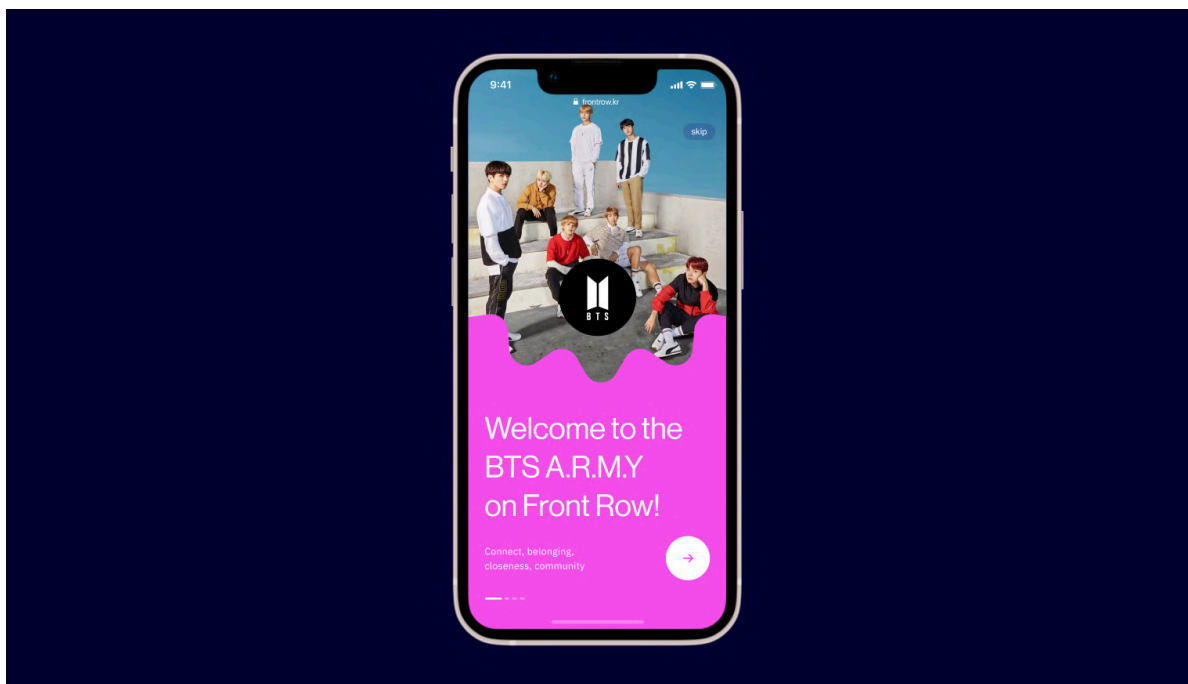 9:41
frontrow.kr
skip
BTS
Welcome to the
BTS A.R.M.Y
on Front Row!
Connect, belonging,
closeness, community